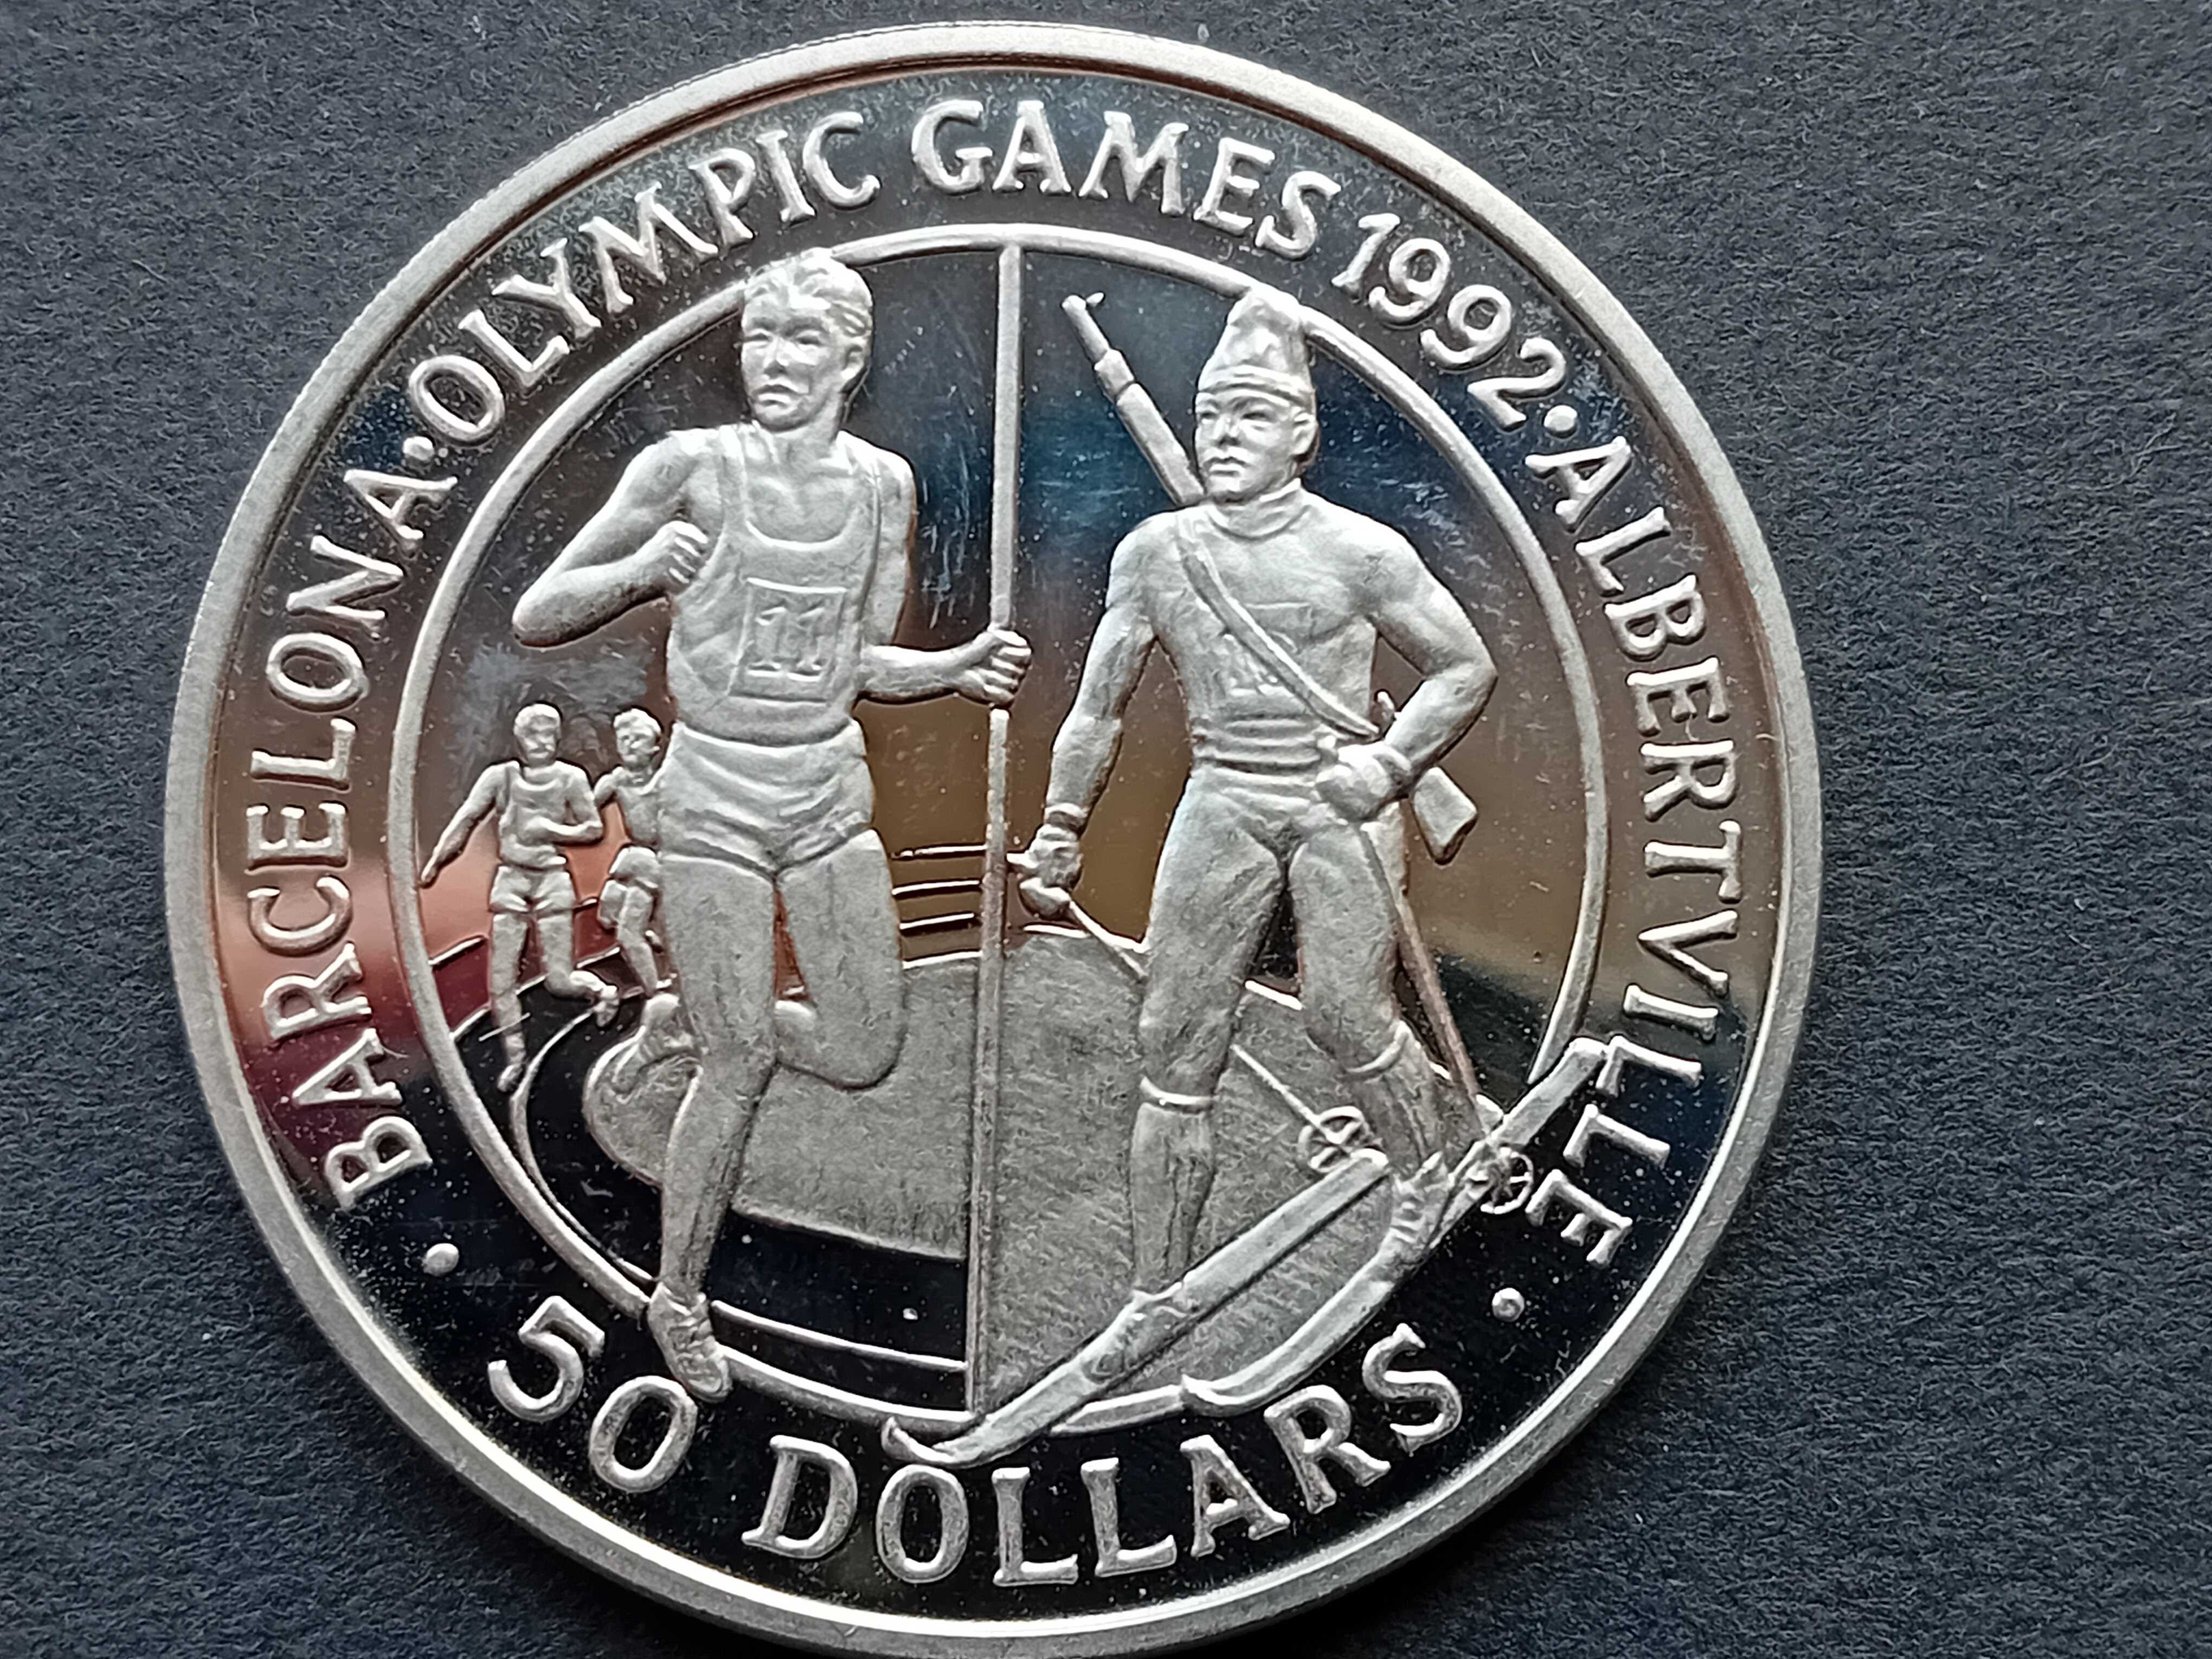 BARCELONA·OLYMPIC GAMES 1992·ALBERTVILLE
· 50 DOLLARS ·
11